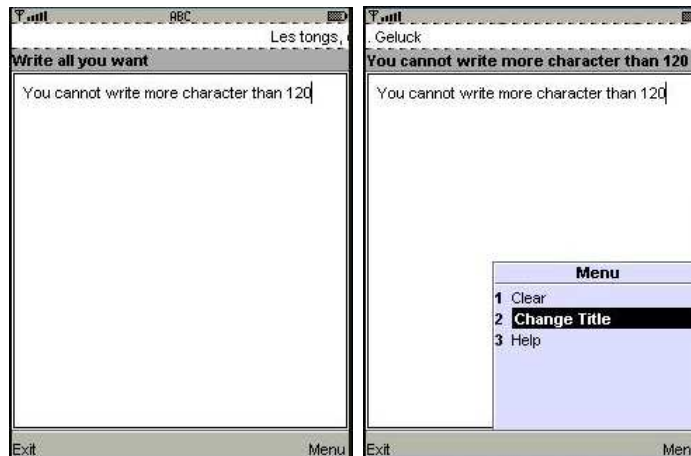 ABC
Les tongs,
Write all you want
You cannot write more character than 120
Exit
Menu
. Geluck
You cannot write more character than 120
You cannot write more character than 120
Menu
1 Clear
2 Change Title
3 Help
Exit
Men